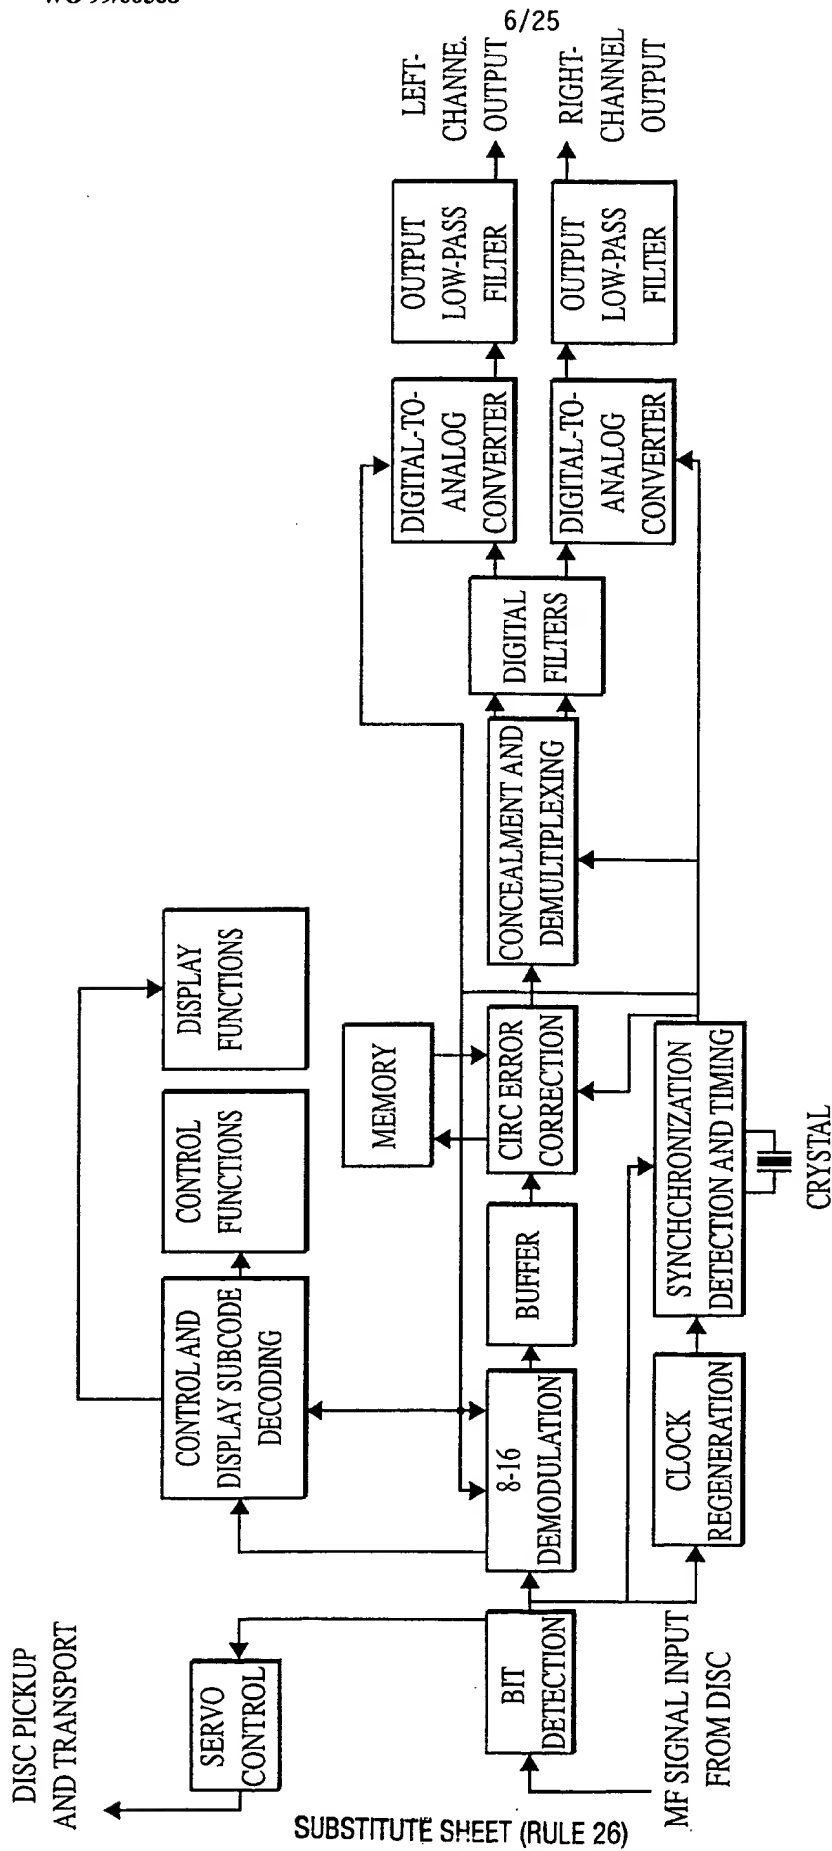 6/25
LEFT-
CHANNEL
OUTPUT
RIGHT-
CHANNEL
OUTPUT
OUTPUT
LOW-PASS
FILTER
OUTPUT
LOW-PASS
FILTER
DIGITAL-TO-
ANALOG
CONVERTER
DIGITAL-TO-
ANALOG
CONVERTER
DIGITAL
FILTERS
CONCEALMENT AND
DEMUTIPLEXING
DISPLAY
FUNCTIONS
CONTROL
FUNCTIONS
MEMORY
CIRC ERROR
CORRECTION
SYNCHCHRONIZATION
DETECTION AND TIMING
CRYSTAL
CONTROL AND
DISPLAY SUBCODE
DECODING
BUFFER
8-16
DEMODULATION
CLOCK
REGENERATION
DISC PICKUP
AND TRANSPORT
SERVO
CONTROL
BIT
DETECTION
MF SIGNAL INPUT
FROM DISC
SUBSTITUTE SHEET (RULE 26)